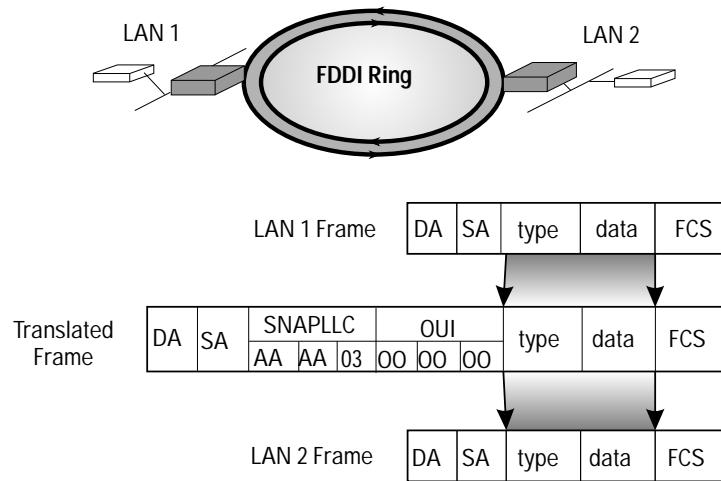 LAN 1
LAN 2
FDDI Ring
LAN 1 Frame
DA SA type data FCS
Translated
Frame
DA SA SNAPLLC OUI type data FCS
AA AA 03 OO OO OO
LAN 2 Frame
DA SA type data FCS